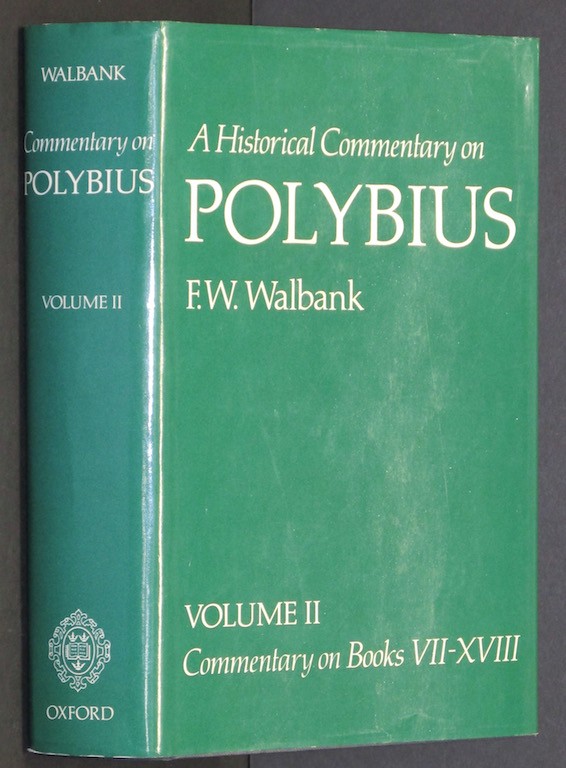 WALBANK
Commentary on
POLYBIUS
VOLUME II
OXFORD
A Historical Commentary on
POLYBIUS
F.W. Walbank
VOLUME II
Commentary on Books VII-XVIII